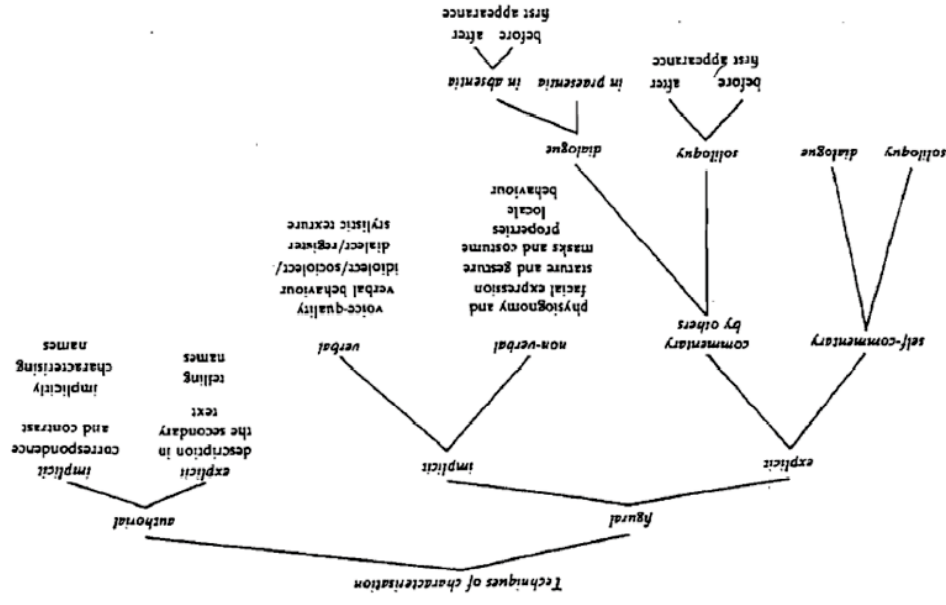 Techniques of characterisation
figural
authorial
explicit
implicit
explicit
description in
the secondary
text
telling
names
implicit
correspondence
and contrast
implicitly
characterising
names
self-commentary
commentary
by others
non-verbal
physiognomy and
facial expression
stature and gesture
masks and costume
properties
locale
behaviour
verbal
voice-quality
verbal behaviour
idiolect/sociolect/
dialect/register
stylistic texture
soliloquy
dialogue
soliloquy
dialogue
before after
first appearance
in praesentia
in absentia
before after
first appearance